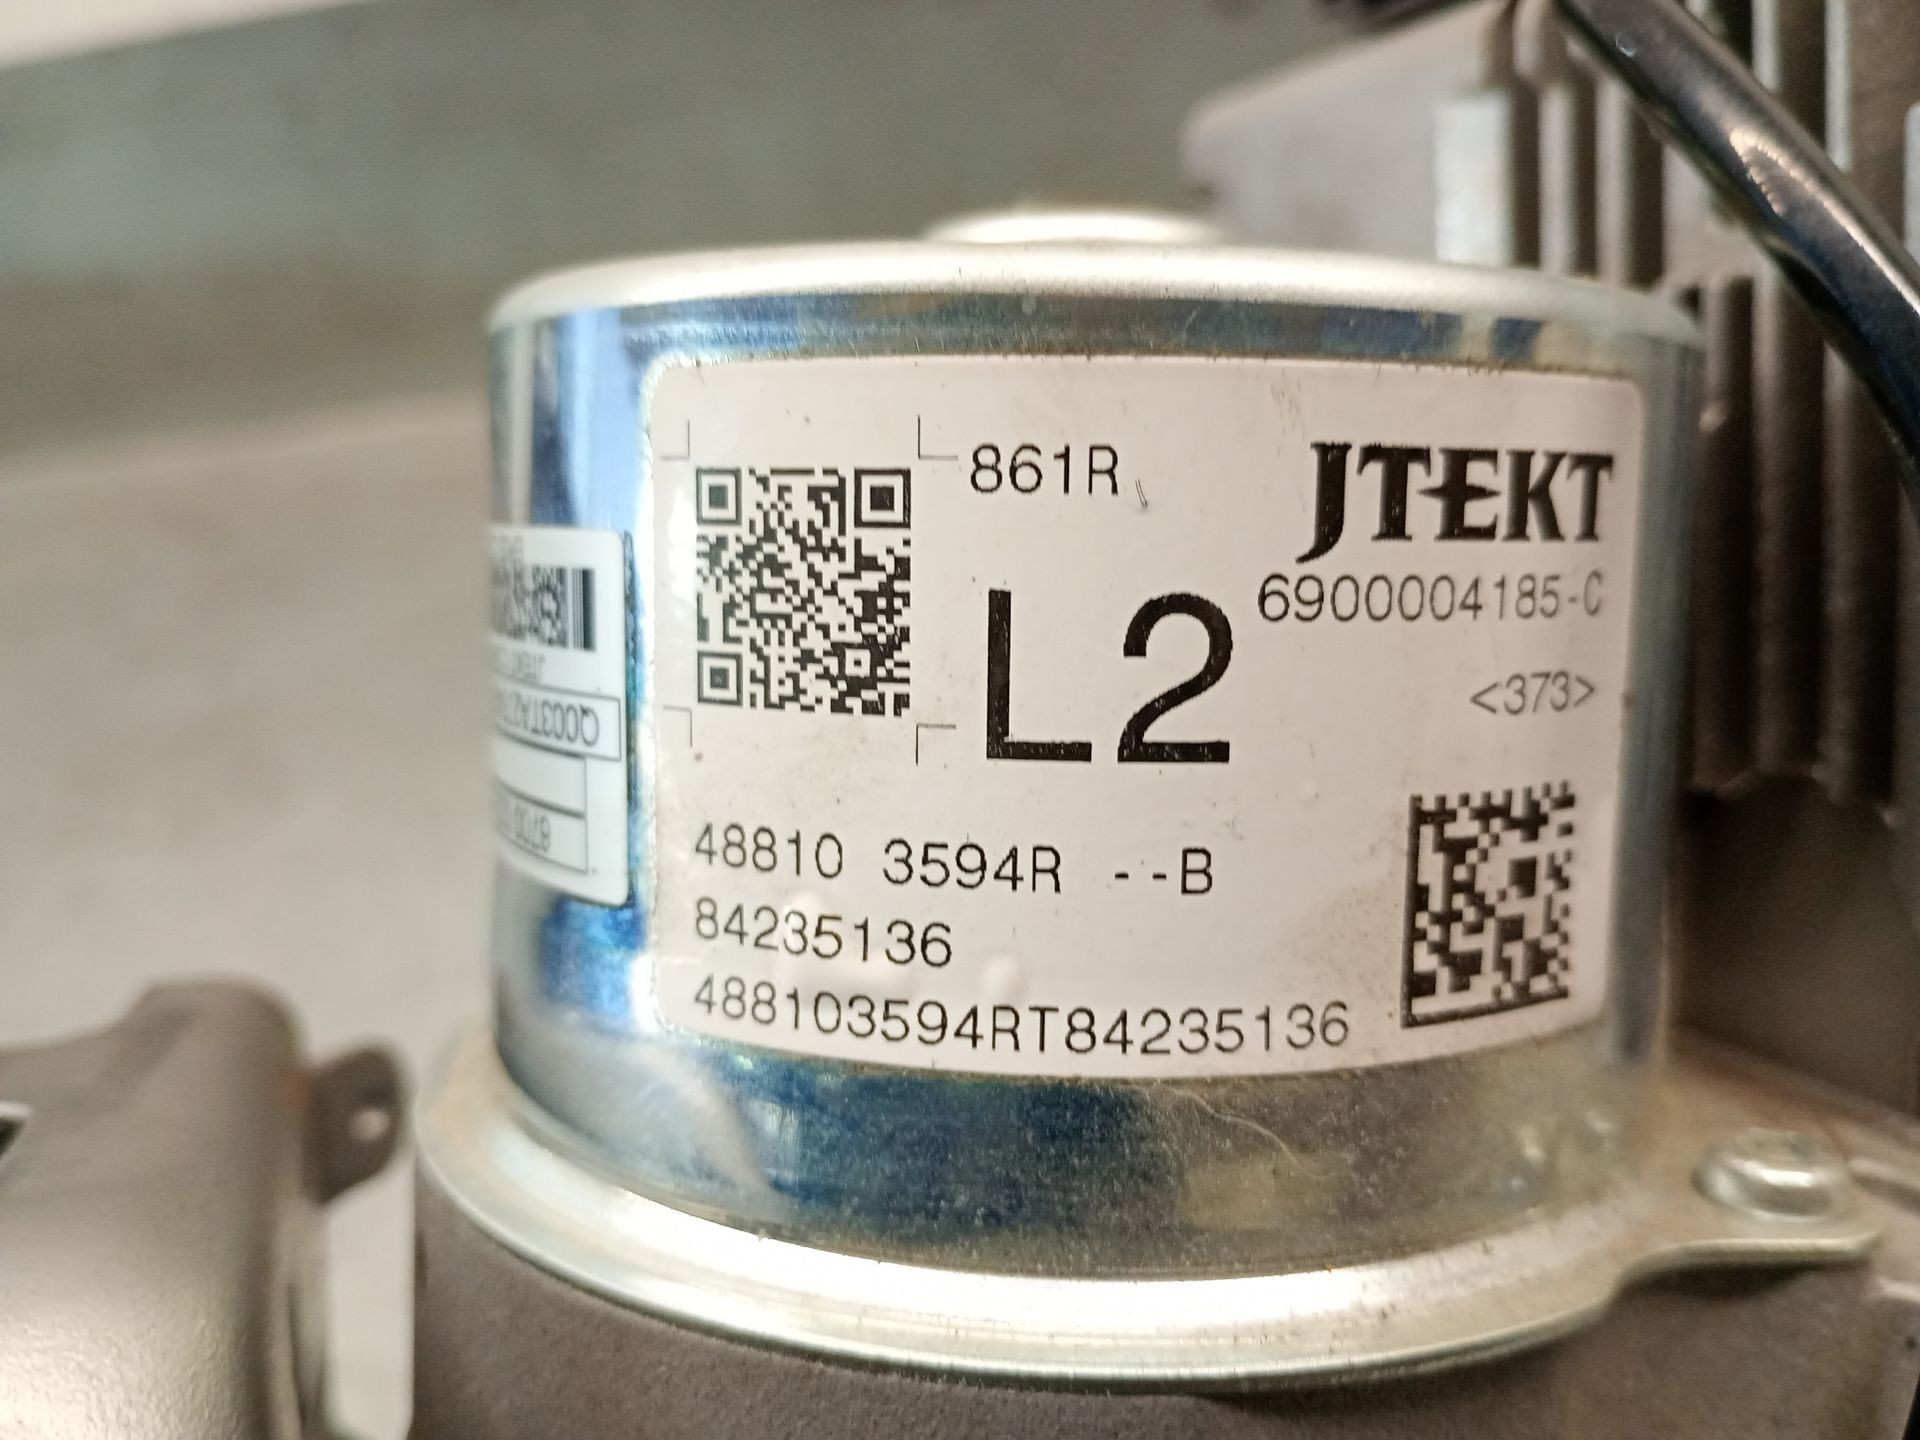 861R
JTEKT
6900004185-C
L2
<373>
48810 3594R --B
84235136
488103594RT84235136